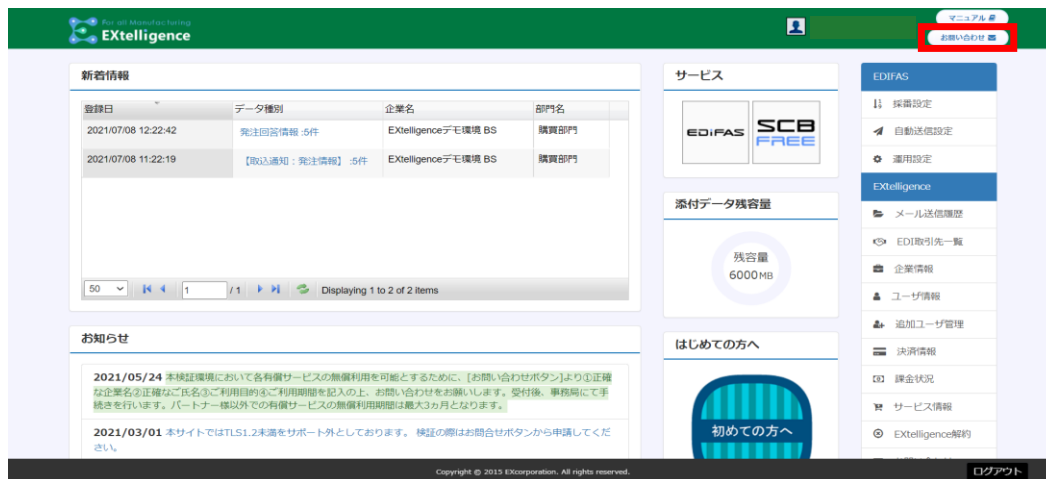 For all Manufacturing
EXtelligence
マニュアル
お問い合わせ
新着情報
登録日 データ種別 企業名 部門名
2021/07/08 12:22:42 発注回答情報 :5件 EXtelligenceデモ環境 BS 購買部門
2021/07/08 11:22:19 【取込通知：発注情報】 :5件 EXtelligenceデモ環境 BS 購買部門
50 1 / 1 Displaying 1 to 2 of 2 items
お知らせ
2021/05/24 本検証環境において各有償サービスの無償利用を可能とするために、[お問い合わせボタン]より①正確
な企業名②正確なご氏名③ご利用目的④ご利用期間を記入の上、お問い合わせをお願いします。受付後、事務局にて手
続きを行います。パートナー様以外での有償サービスの無償利用期間は最大3ヵ月となります。
2021/03/01 本サイトではTLS1.2未満をサポート外としております。 検証の際はお問合せボタンから申請してくだ
さい。
サービス
EDIFAS
SCB
FREE
添付データ残容量
残容量
6000MB
はじめての方へ
初めての方へ
EDIFAS
採番設定
自動送信設定
運用設定
EXtelligence
メール送信履歴
EDI取引先一覧
企業情報
ユーザ情報
追加ユーザ管理
決済情報
課金状況
サービス情報
EXtelligence解約
Copyright © 2015 EXcorporation. All rights reserved.
ログアウト